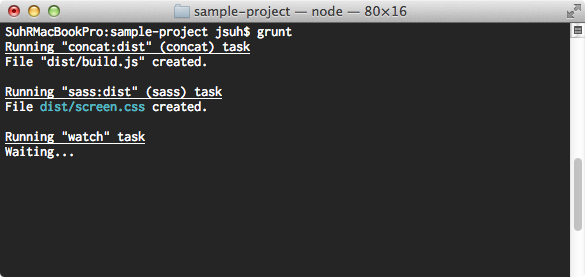 sample-project — node — 80×16
SuhRMacBookPro:sample-project jsuh$ grunt
Running "concat:dist" (concat) task
File "dist/build.js" created.
Running "sass:dist" (sass) task
File dist/screen.css created.
Running "watch" task
Waiting...